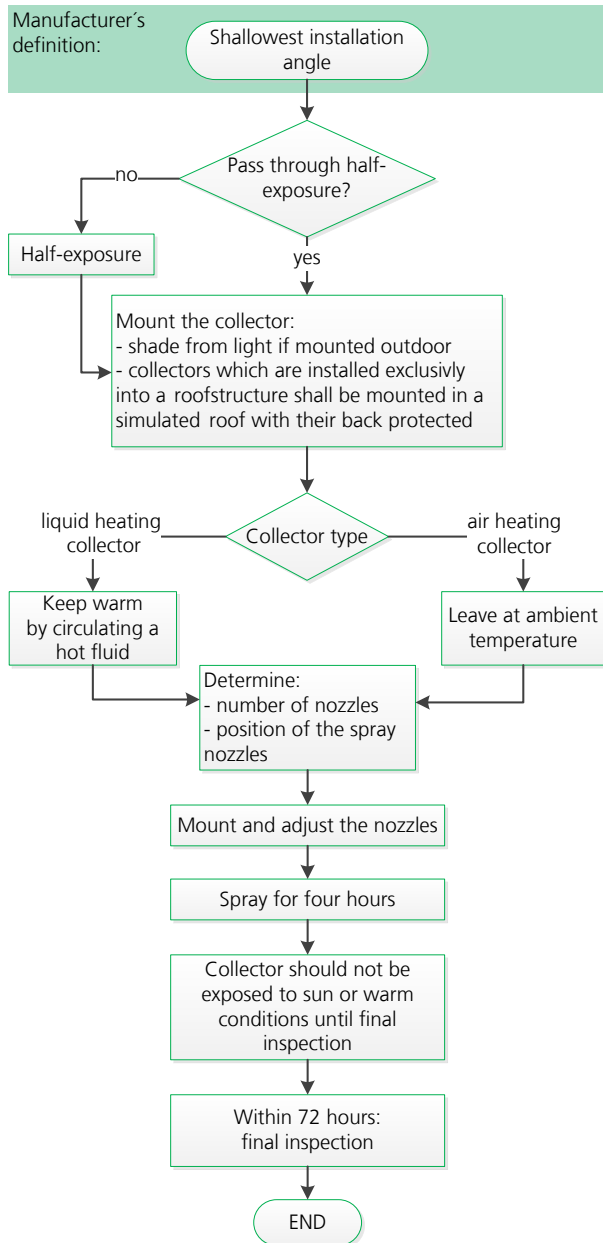 Manufacturer´s
definition:
Shallowest installation
angle
Pass through half-
exposure?
no
Half-exposure
yes
Mount the collector:
- shade from light if mounted outdoor
- collectors which are installed exclusivly
into a roofstructure shall be mounted in a
simulated roof with their back protected
Collector type
liquid heating
collector
air heating
collector
Keep warm
by circulating a
hot fluid
Leave at ambient
temperature
Determine:
- number of nozzles
- position of the spray
nozzles
Mount and adjust the nozzles
Spray for four hours
Collector should not be
exposed to sun or warm
conditions until final
inspection
Within 72 hours:
final inspection
END